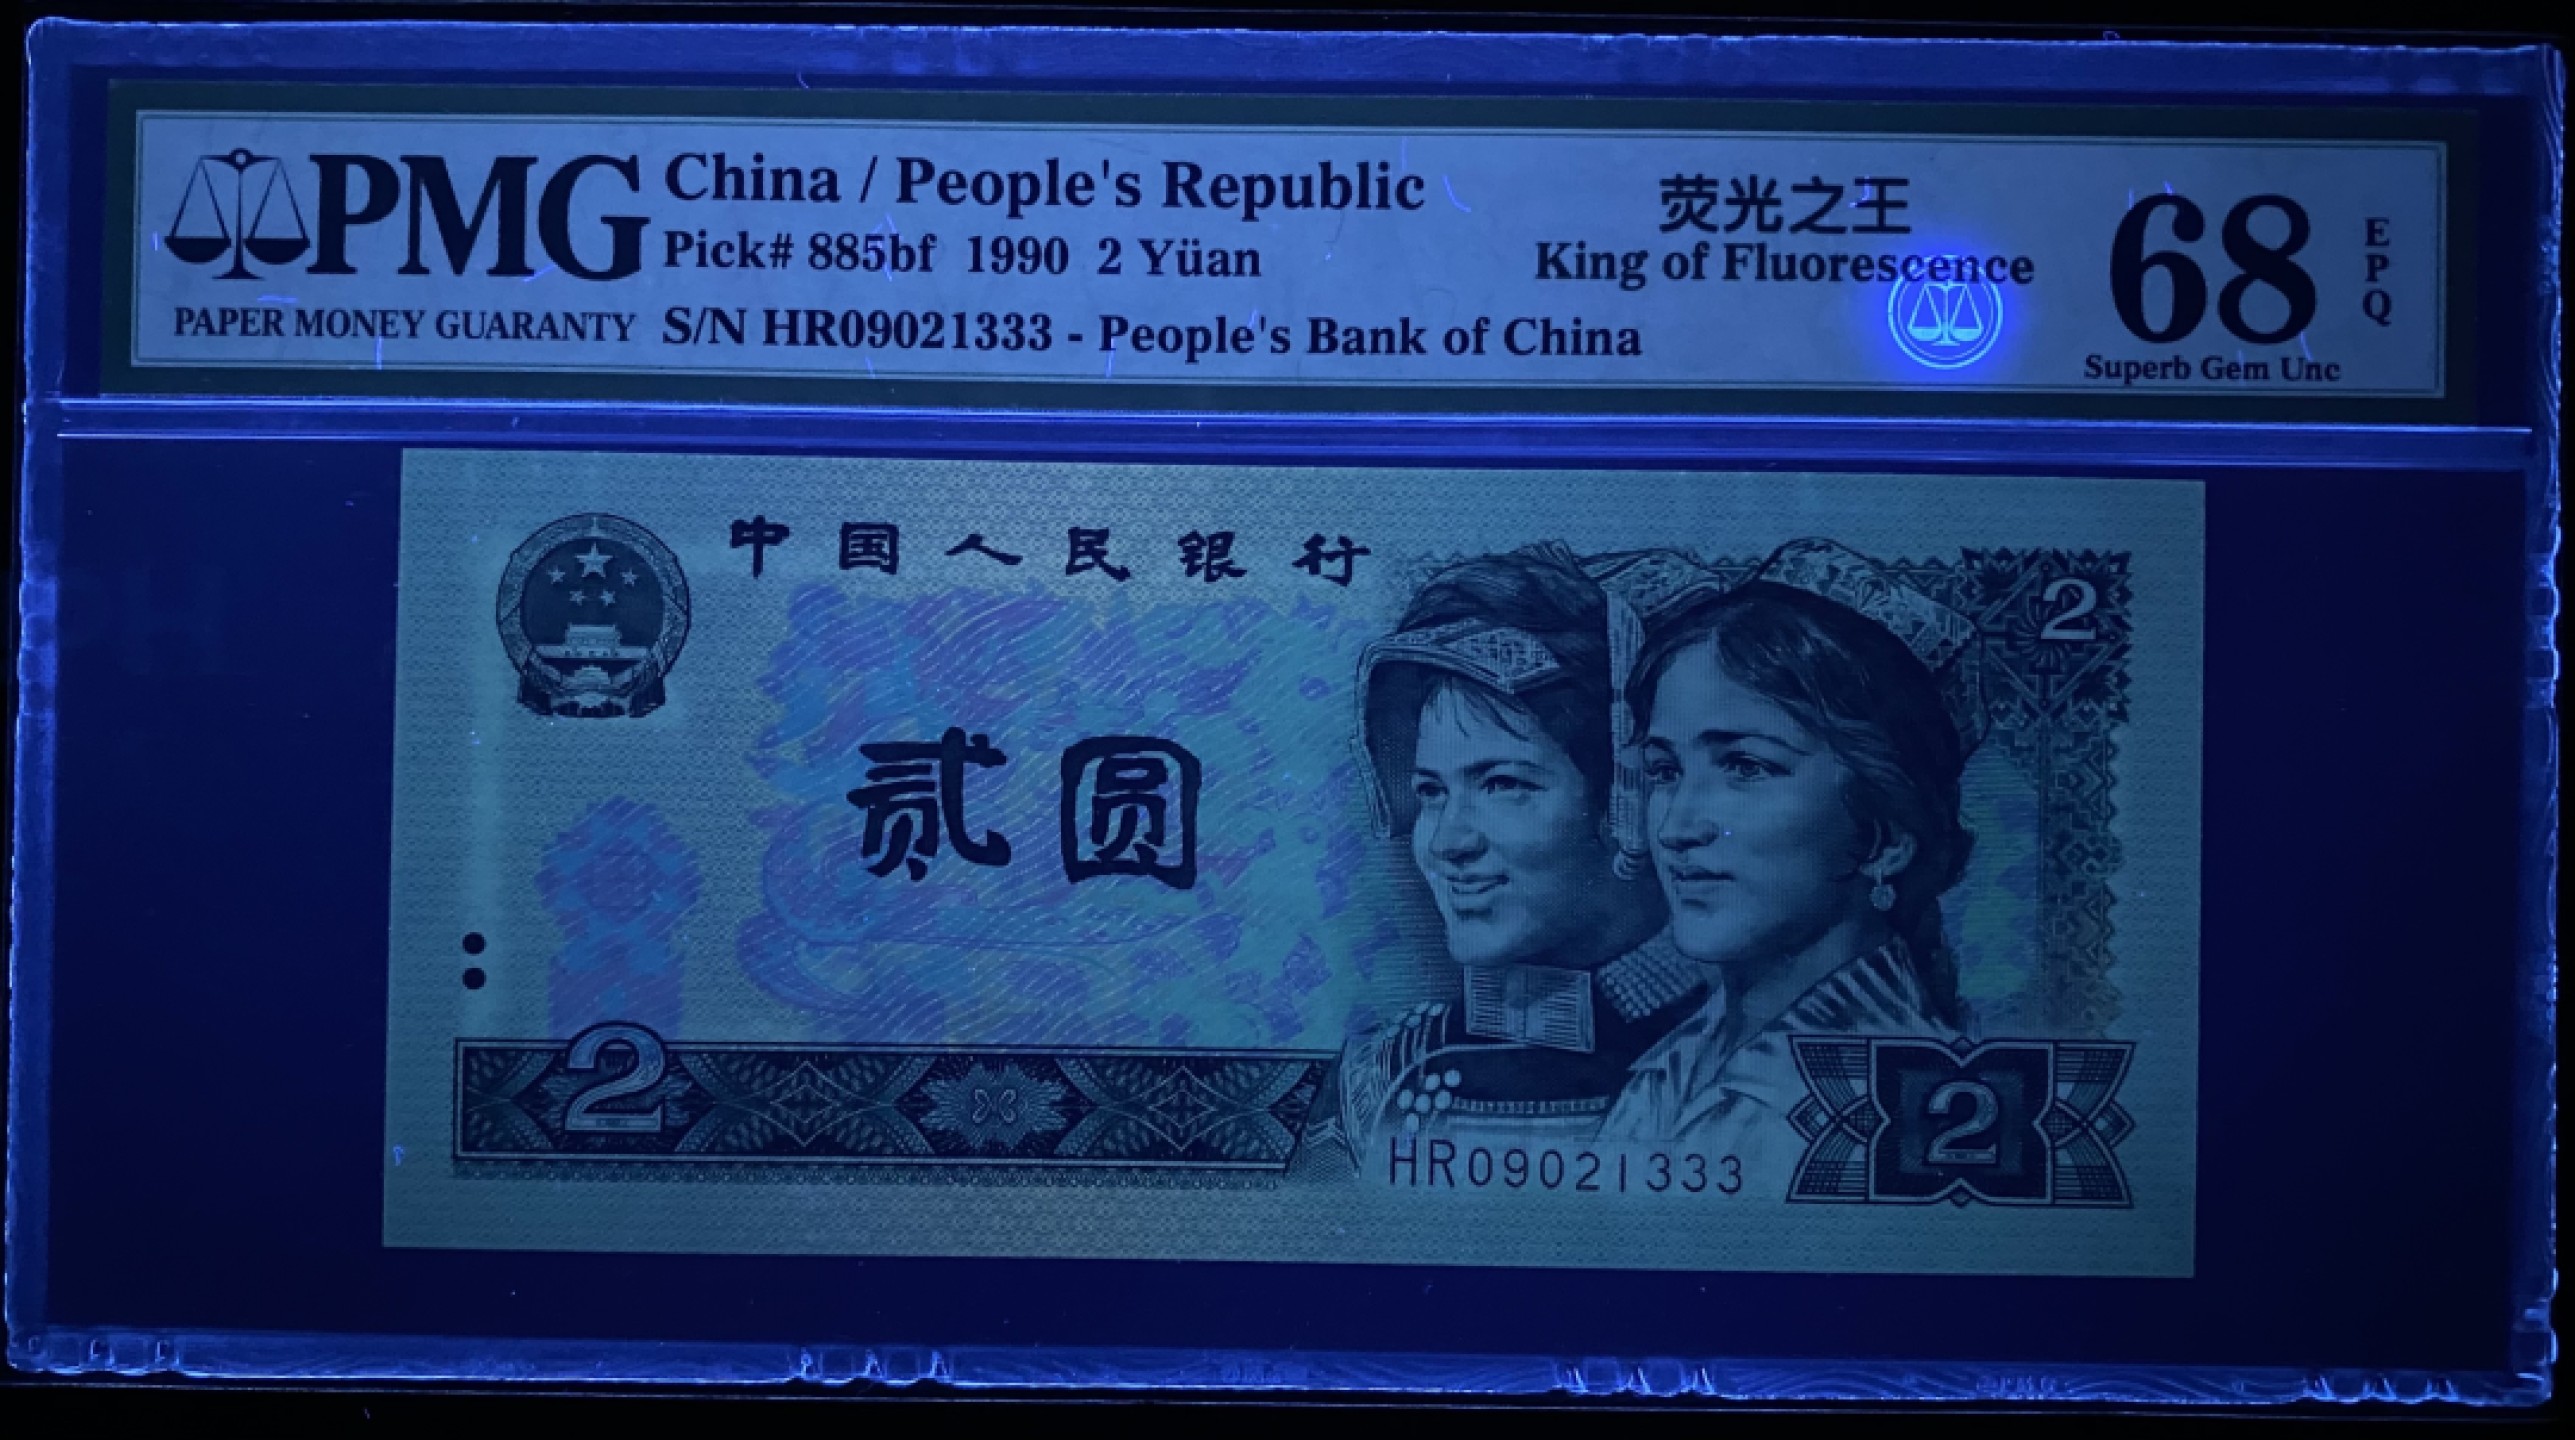 PMG
PAPER MONEY GUARANTY
China / People's Republic
Pick# 885bf 1990 2 Yüan
S/N HR09021333 - People's Bank of China
荧光之王
King of Fluorescence
68
EPQ
Superb Gem Unc
中国人民银行
2
贰圆
2
2
HR09021333